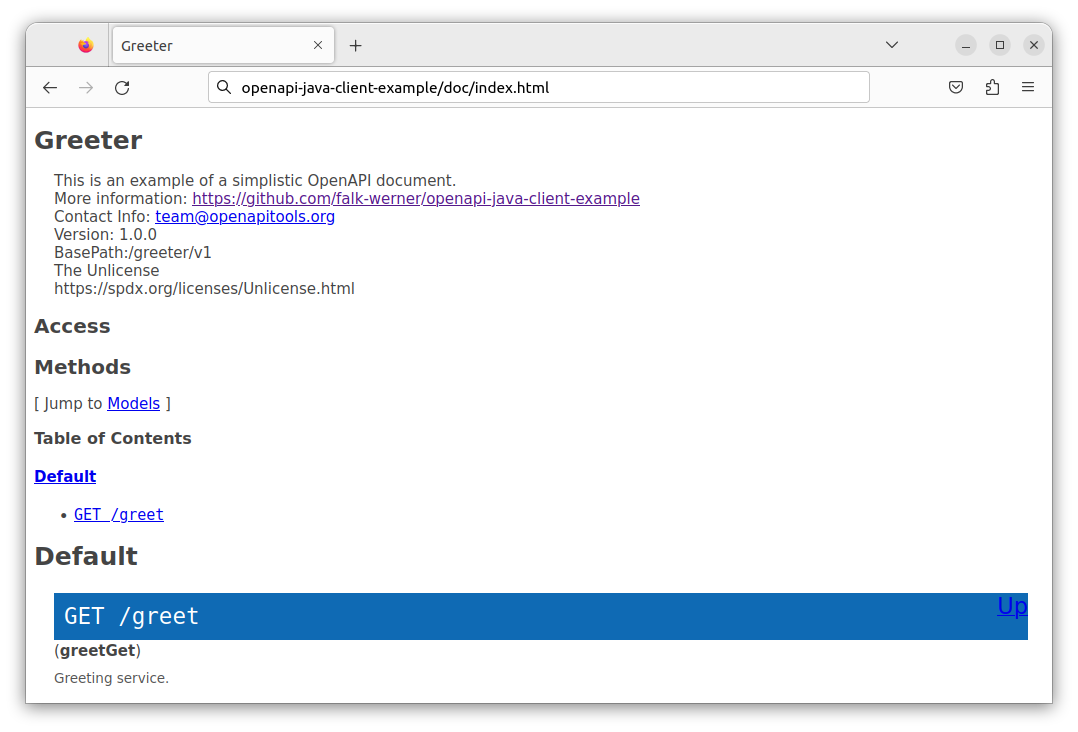 Greeter
openapi-java-client-example/doc/index.html
Greeter
This is an example of a simplistic OpenAPI document.
More information: https://github.com/falk-werner/openapi-java-client-example
Contact Info: team@openapitools.org
Version: 1.0.0
BasePath:/greeter/v1
The Unlicense
https://spdx.org/licenses/Unlicense.html
Access
Methods
[ Jump to Models ]
Table of Contents
Default
• GET /greet
Default
GET /greet Up
(greetGet)
Greeting service.